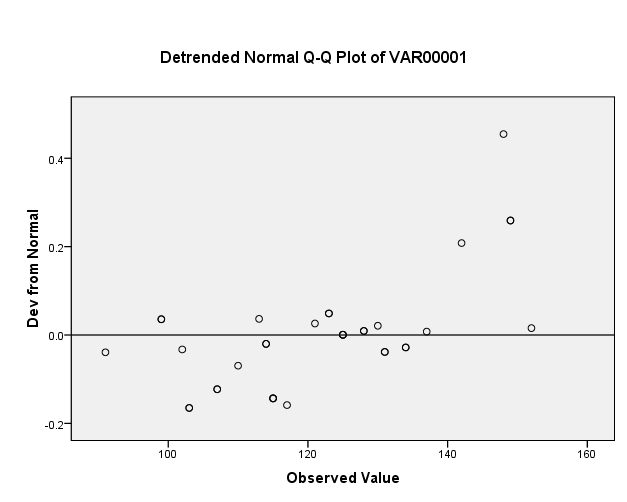 Detrended Normal Q-Q Plot of VAR00001
Dev from Normal
0.4
0.2
0.0
-0.2
100
120
140
160
Observed Value